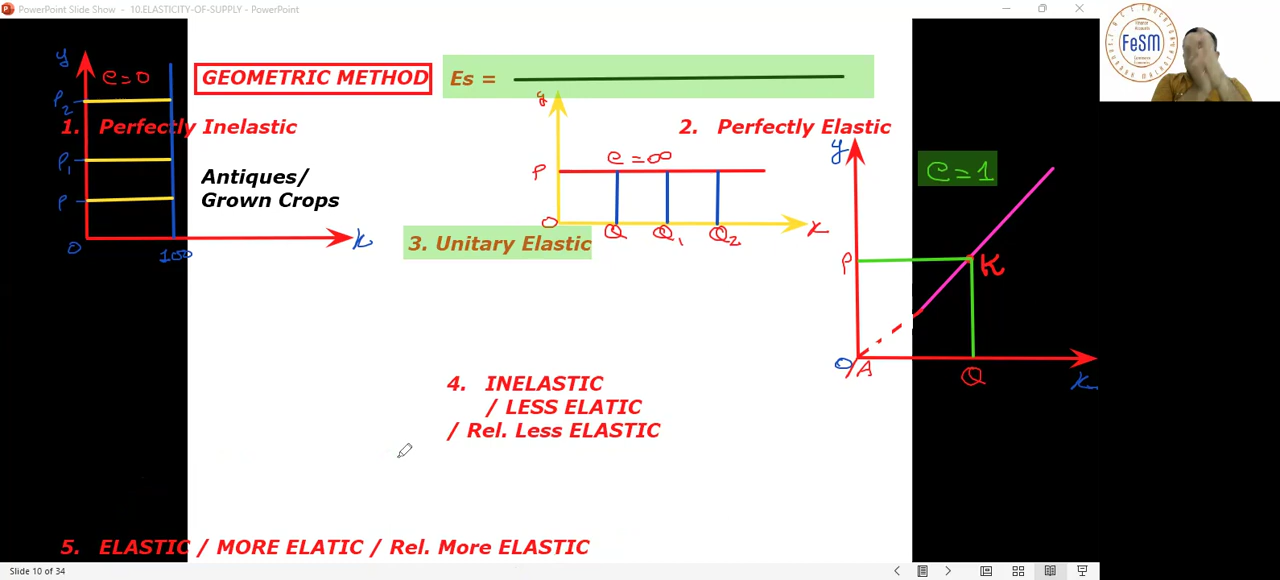 PowerPoint Slide Show - 10.ELASTICITY-OF-SUPPLY - PowerPoint
FeSM
GEOMETRIC METHOD
Es =
y
e=0
P2
P1
P
O
100
x
1. Perfectly Inelastic
Antiques/
Grown Crops
2. Perfectly Elastic
y
e=∞
P
O
Q
Q1
Q2
x
3. Unitary Elastic
y
e=1
P
K
O/A
Q
x
4. INELASTIC
/ LESS ELATIC
/ Rel. Less ELASTIC
5. ELASTIC / MORE ELATIC / Rel. More ELASTIC
Slide 10 of 34